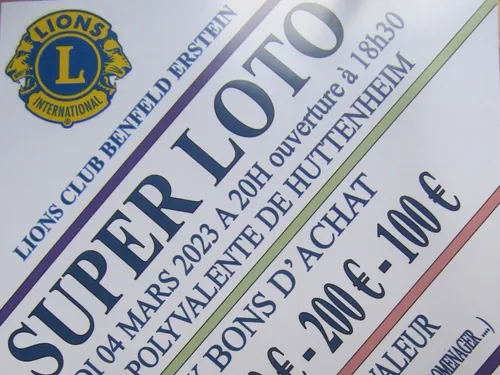 LIONS
L
INTERNATIONAL
®
LIONS CLUB BENFELD ERSTEIN
SUPER LOTO
DI 04 MARS 2023 A 20H ouverture à 18h30
POLYVALENTE DE HUTTENHEIM
BONS D'ACHAT
€ - 200 € - 100 €
VALEUR
OMENAGER....)